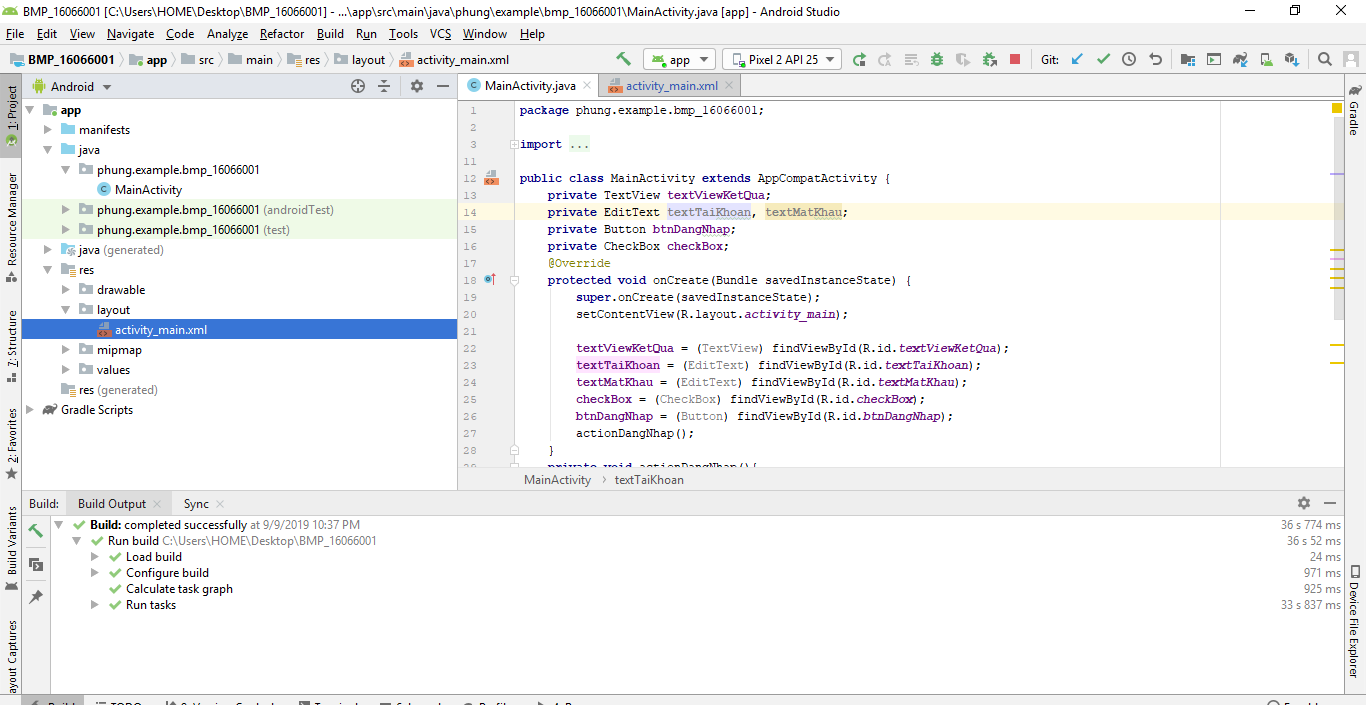 BMP_16066001 [C:\Users\HOME\Desktop\BMP_16066001] - ...\app\src\main\java\phung\example\bmp_16066001\MainActivity.java [app] - Android Studio
File Edit View Navigate Code Analyze Refactor Build Run Tools VCS Window Help
BMP_16066001 app src main res layout activity_main.xml app Pixel 2 API 25 Git:
1: Project
Resource Manager
7: Structure
2: Favorites
Build Variants
Layout Captures
Android
app
manifests
java
phung.example.bmp_16066001
MainActivity
phung.example.bmp_16066001 (androidTest)
phung.example.bmp_16066001 (test)
java (generated)
res
drawable
layout
activity_main.xml
mipmap
values
res (generated)
Gradle Scripts
MainActivity.java activity_main.xml
1 package phung.example.bmp_16066001;
2
3 import ...
11
12 public class MainActivity extends AppCompatActivity {
13 private TextView textViewKetQua;
14 private EditText textTaiKhoan, textMatKhau;
15 private Button btnDangNhap;
16 private CheckBox checkBox;
17 @Override
18 protected void onCreate(Bundle savedInstanceState) {
19 super.onCreate(savedInstanceState);
20 setContentView(R.layout.activity_main);
21
22 textViewKetQua = (TextView) findViewById(R.id.textViewKetQua);
23 textTaiKhoan = (EditText) findViewById(R.id.textTaiKhoan);
24 textMatKhau = (EditText) findViewById(R.id.textMatKhau);
25 checkBox = (CheckBox) findViewById(R.id.checkBox);
26 btnDangNhap = (Button) findViewById(R.id.btnDangNhap);
27 actionDangNhap();
28 }
29 private void actionDangNhap(){
MainActivity textTaiKhoan
Gradle
Device File Explorer
Build: Build Output Sync
Build: completed successfully at 9/9/2019 10:37 PM 36 s 774 ms
Run build C:\Users\HOME\Desktop\BMP_16066001 36 s 52 ms
Load build 24 ms
Configure build 971 ms
Calculate task graph 925 ms
Run tasks 33 s 837 ms